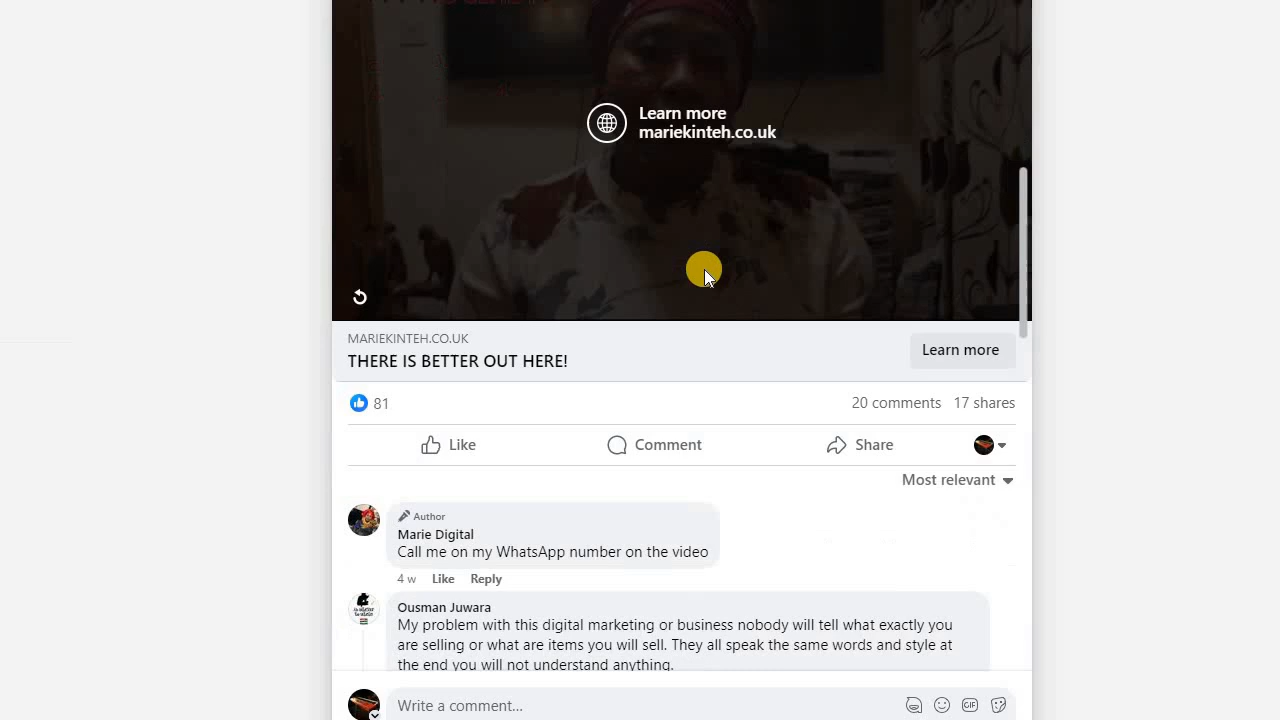 Learn more
mariekinteh.co.uk
MARIEKINTEH.CO.UK
THERE IS BETTER OUT HERE!
Learn more
81
20 comments 17 shares
Like Comment Share
Most relevant
Author
Marie Digital
Call me on my WhatsApp number on the video
4 w Like Reply
Ousman Juwara
My problem with this digital marketing or business nobody will tell what exactly you
are selling or what are items you will sell. They all speak the same words and style at
the end you will not understand anything.
Write a comment...
GIF